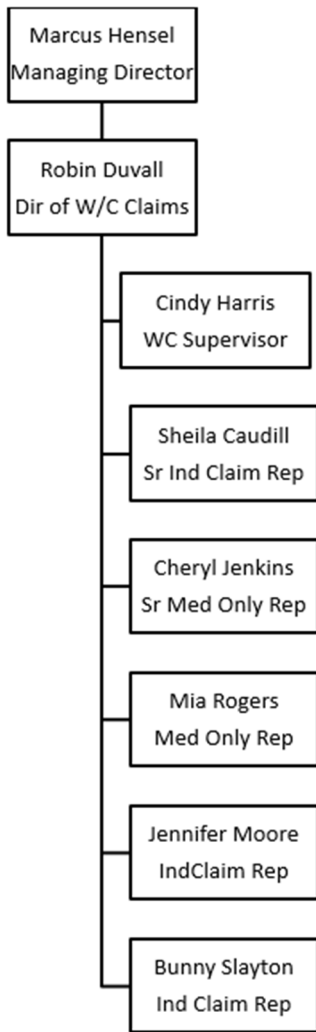 Marcus Hensel
Managing Director
Robin Duvall
Dir of W/C Claims
Cindy Harris
WC Supervisor
Sheila Caudill
Sr Ind Claim Rep
Cheryl Jenkins
Sr Med Only Rep
Mia Rogers
Med Only Rep
Jennifer Moore
IndClaim Rep
Bunny Slayton
Ind Claim Rep